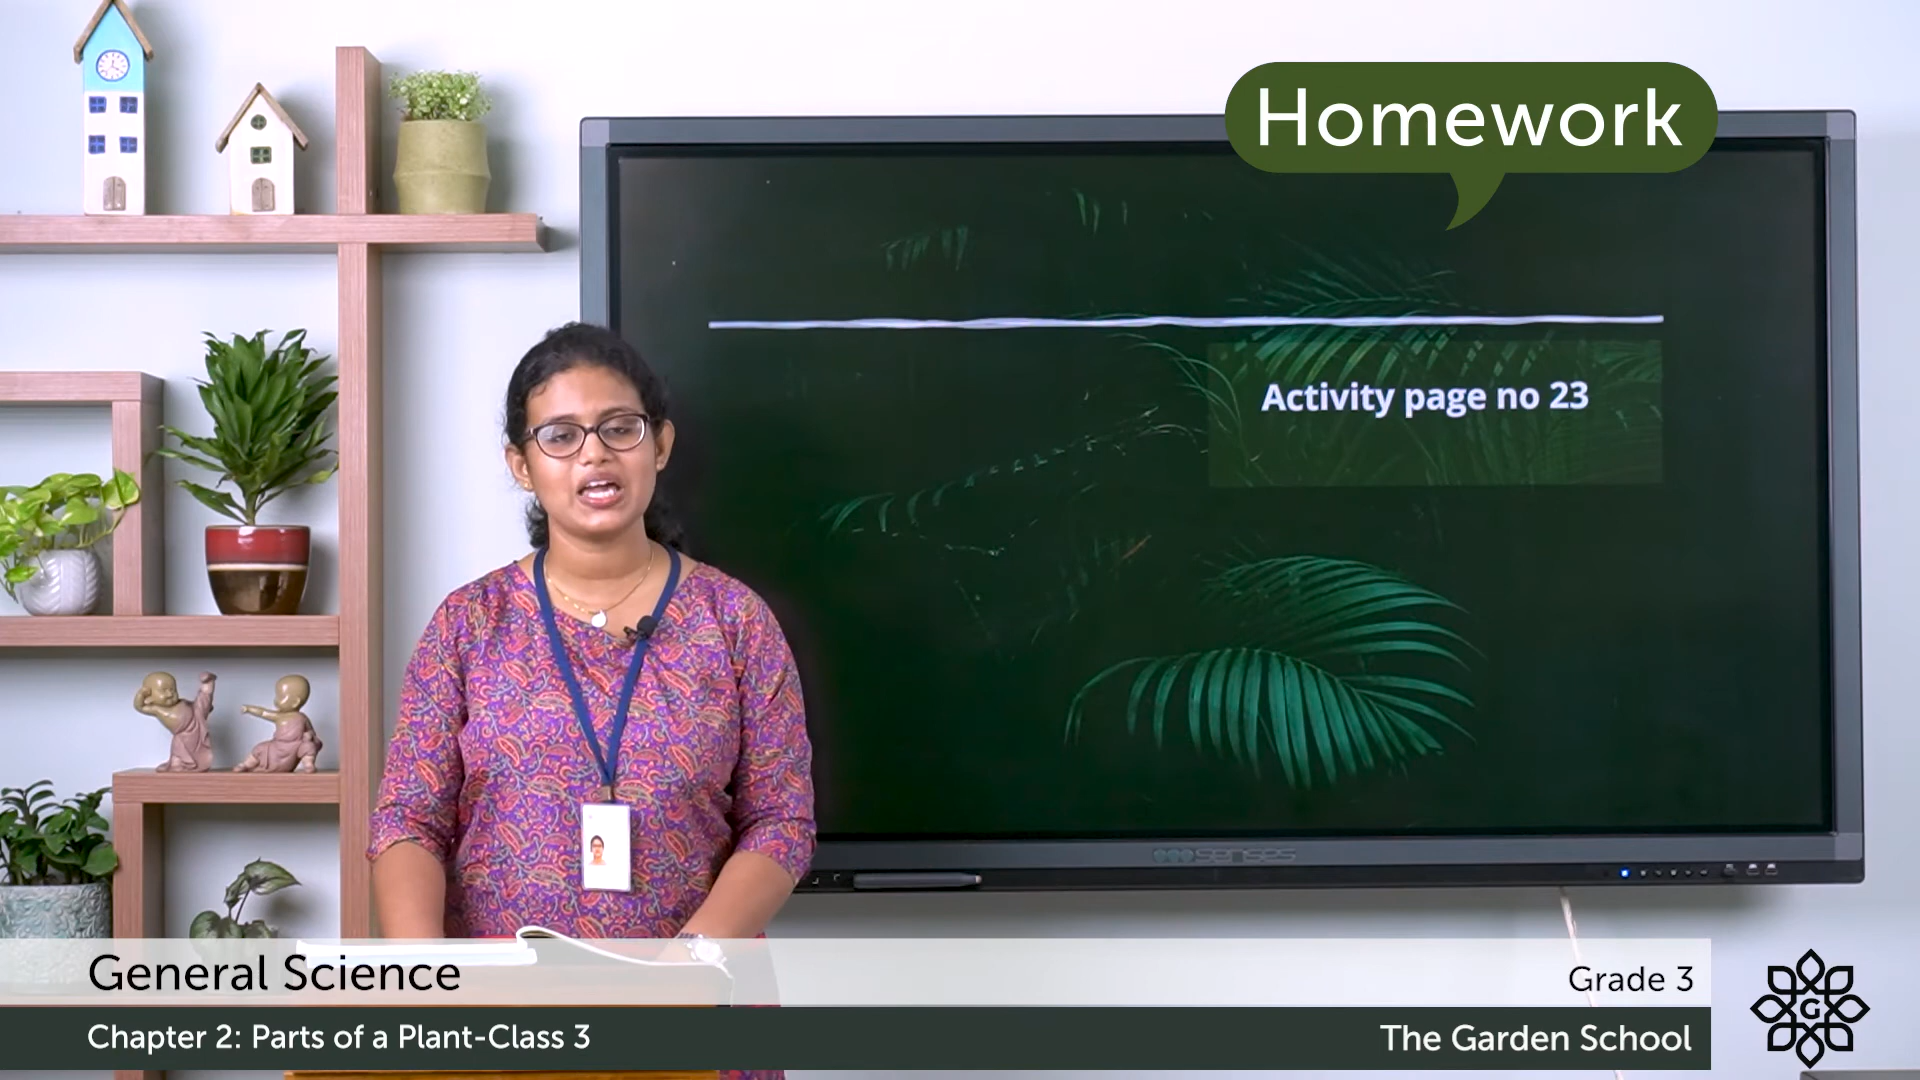 Homework
Activity page no 23
senses
General Science
Grade 3
Chapter 2: Parts of a Plant-Class 3
The Garden School
G